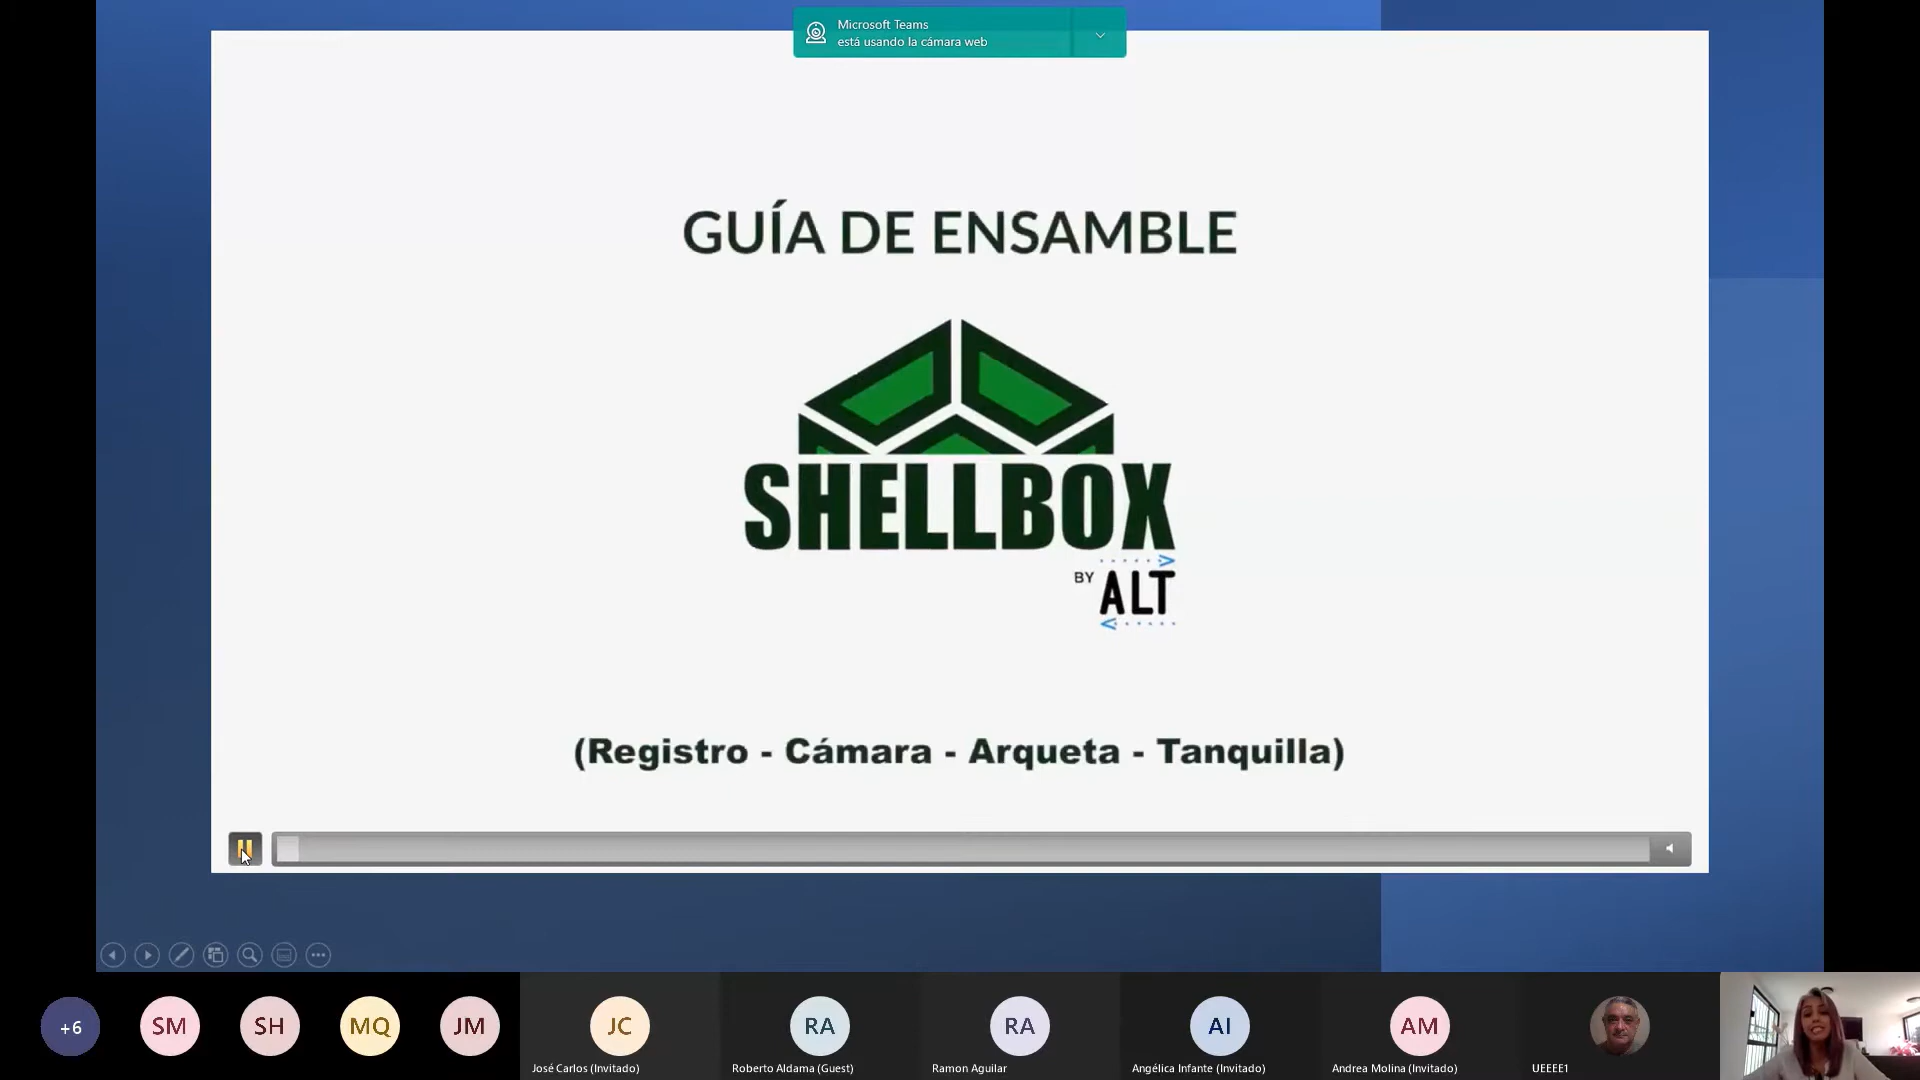 Microsoft Teams
está usando la cámara web
GUÍA DE ENSAMBLE
SHELLBOX
BY ALT
(Registro - Cámara - Arqueta - Tanquilla)
+6
SM
SH
MQ
JM
JC
RA
RA
AI
AM
José Carlos (Invitado)
Roberto Aldama (Guest)
Ramon Aguilar
Angélica Infante (Invitado)
Andrea Molina (Invitado)
UEEEE1